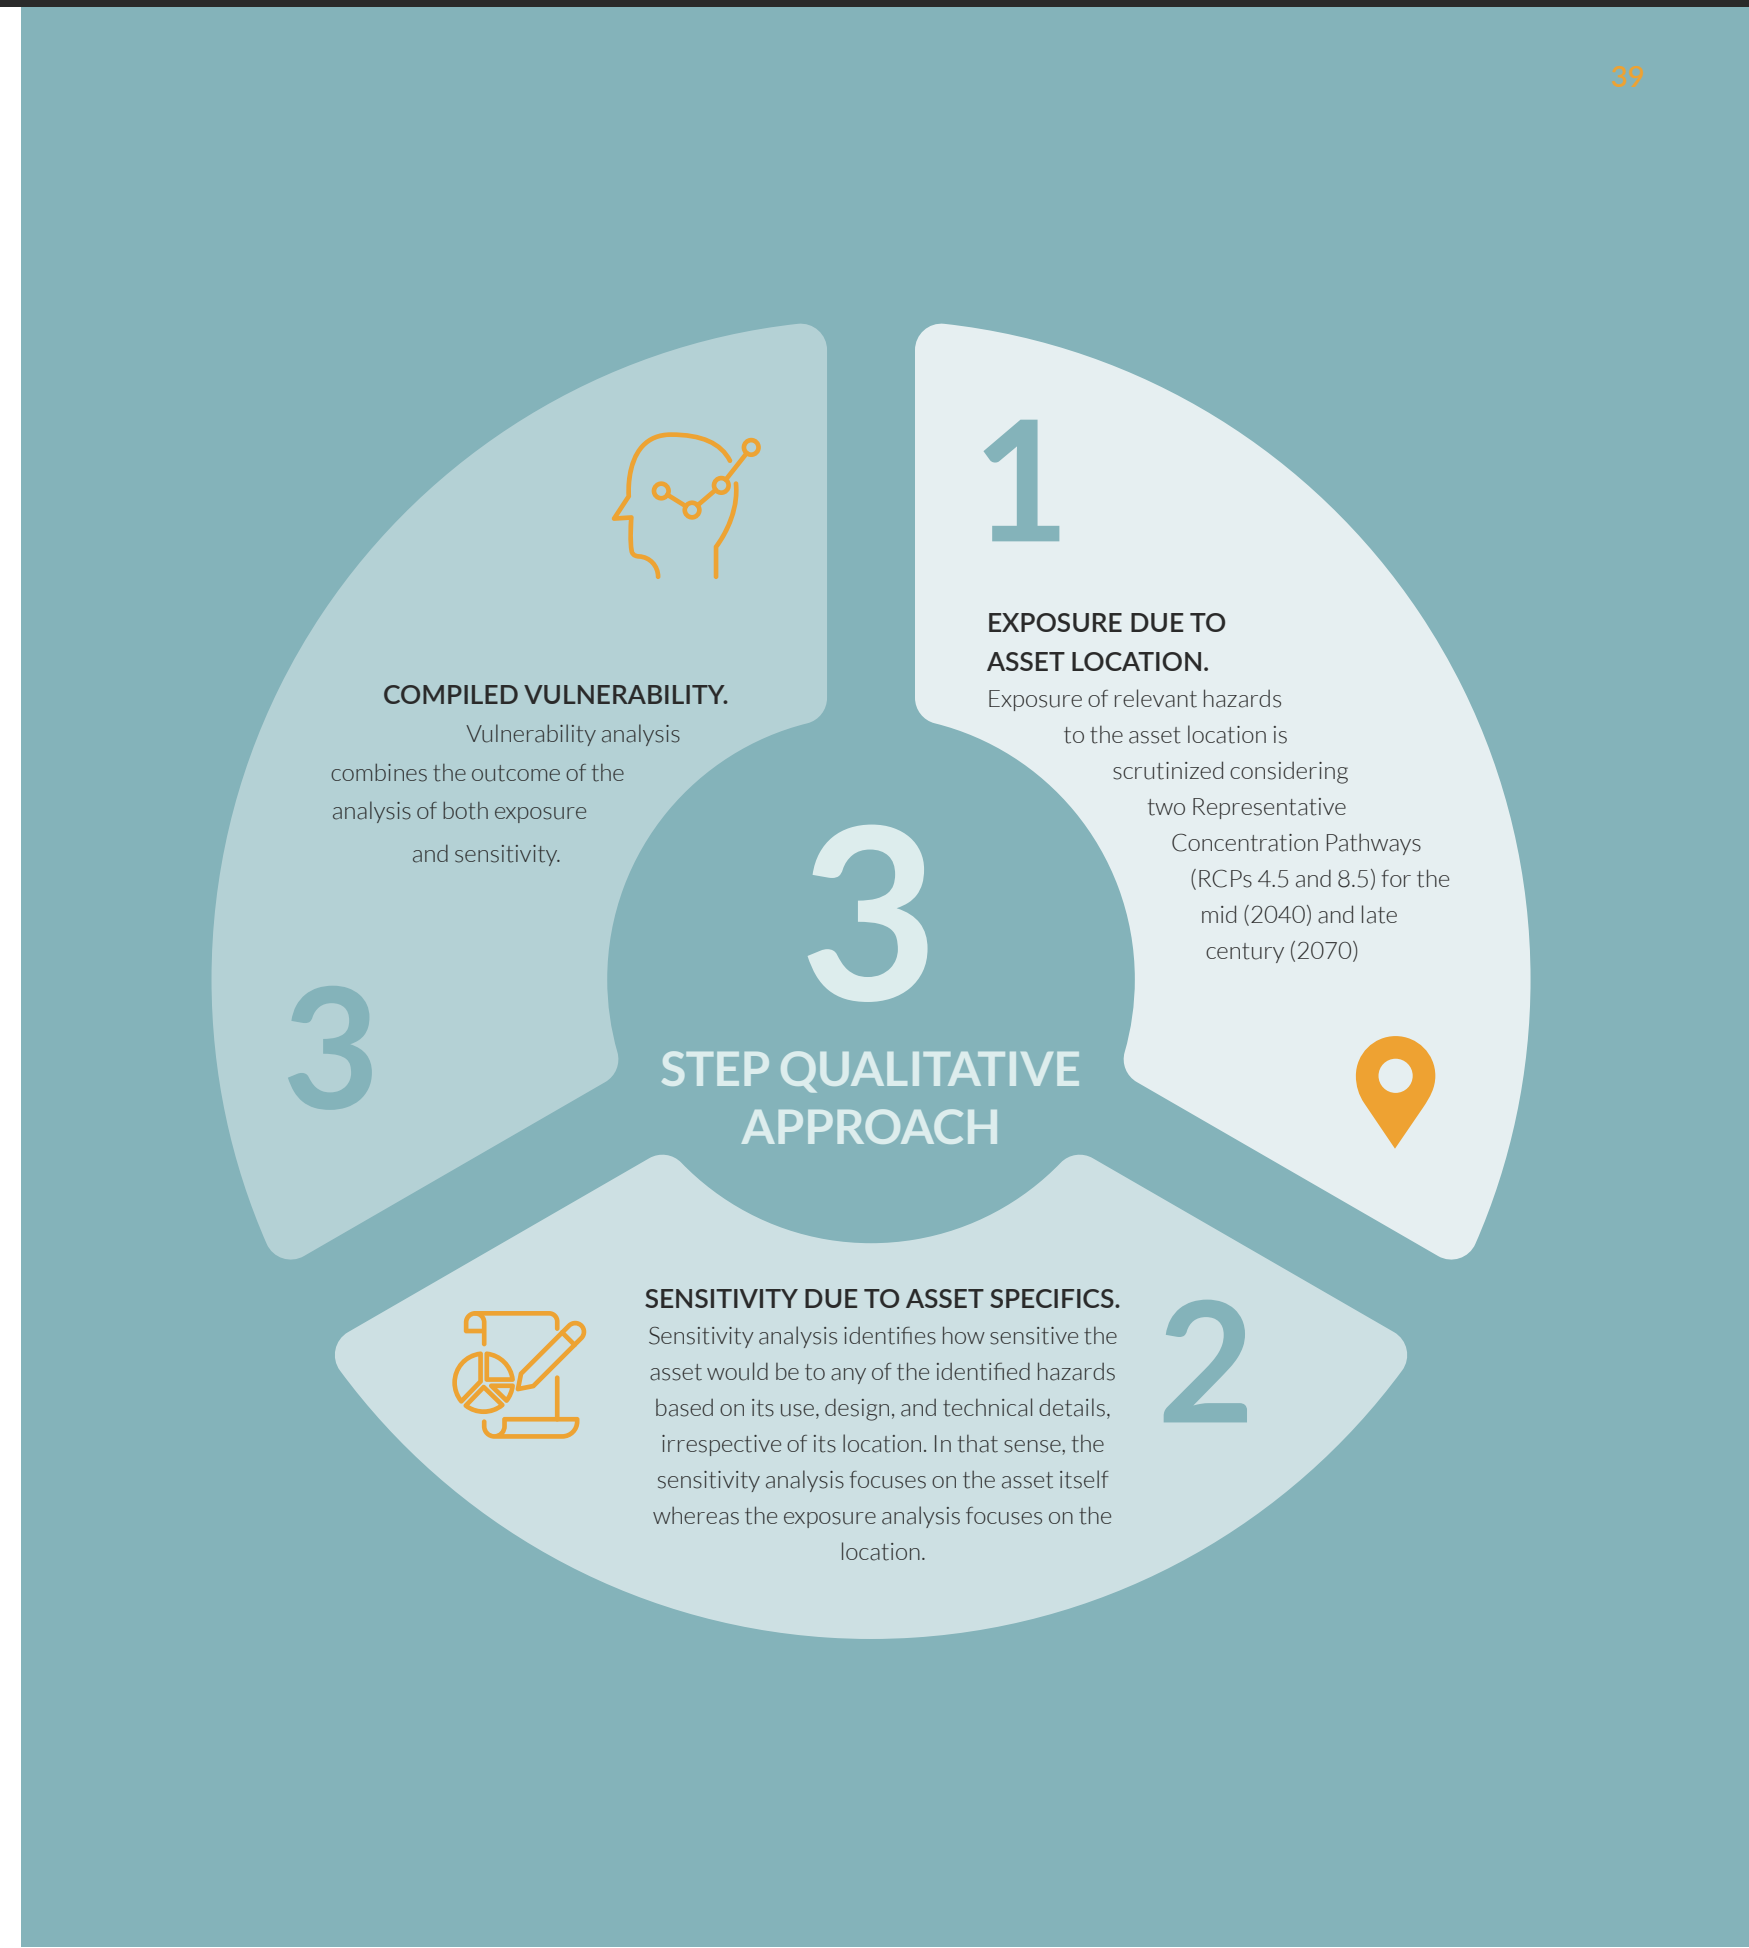 39
3
STEP QUALITATIVE
APPROACH
1
EXPOSURE DUE TO
ASSET LOCATION.
Exposure of relevant hazards
to the asset location is
scrutinized considering
two Representative
Concentration Pathways
(RCPs 4.5 and 8.5) for the
mid (2040) and late
century (2070)
2
SENSITIVITY DUE TO ASSET SPECIFICS.
Sensitivity analysis identifies how sensitive the
asset would be to any of the identified hazards
based on its use, design, and technical details,
irrespective of its location. In that sense, the
sensitivity analysis focuses on the asset itself
whereas the exposure analysis focuses on the
location.
3
COMPILED VULNERABILITY.
Vulnerability analysis
combines the outcome of the
analysis of both exposure
and sensitivity.